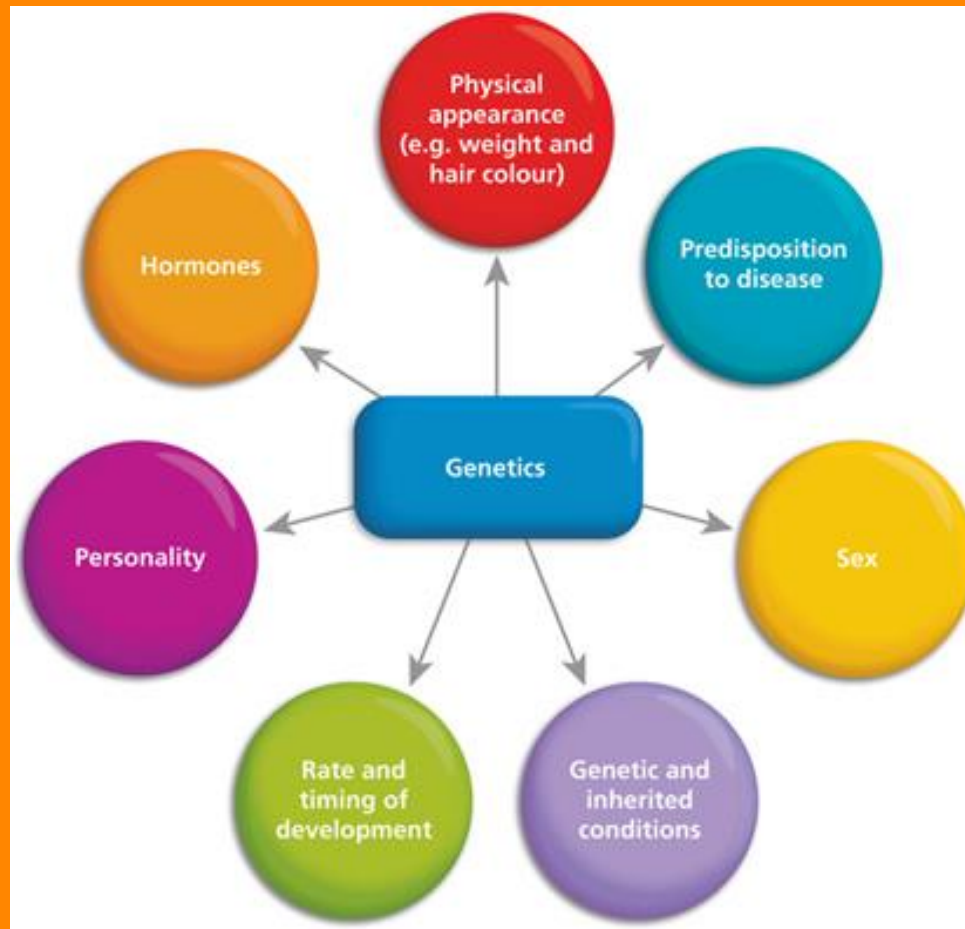 Physical
appearance
(e.g. weight and
hair colour)
Hormones
Predisposition
to disease
Genetics
Personality
Sex
Rate and
timing of
development
Genetic and
inherited
conditions